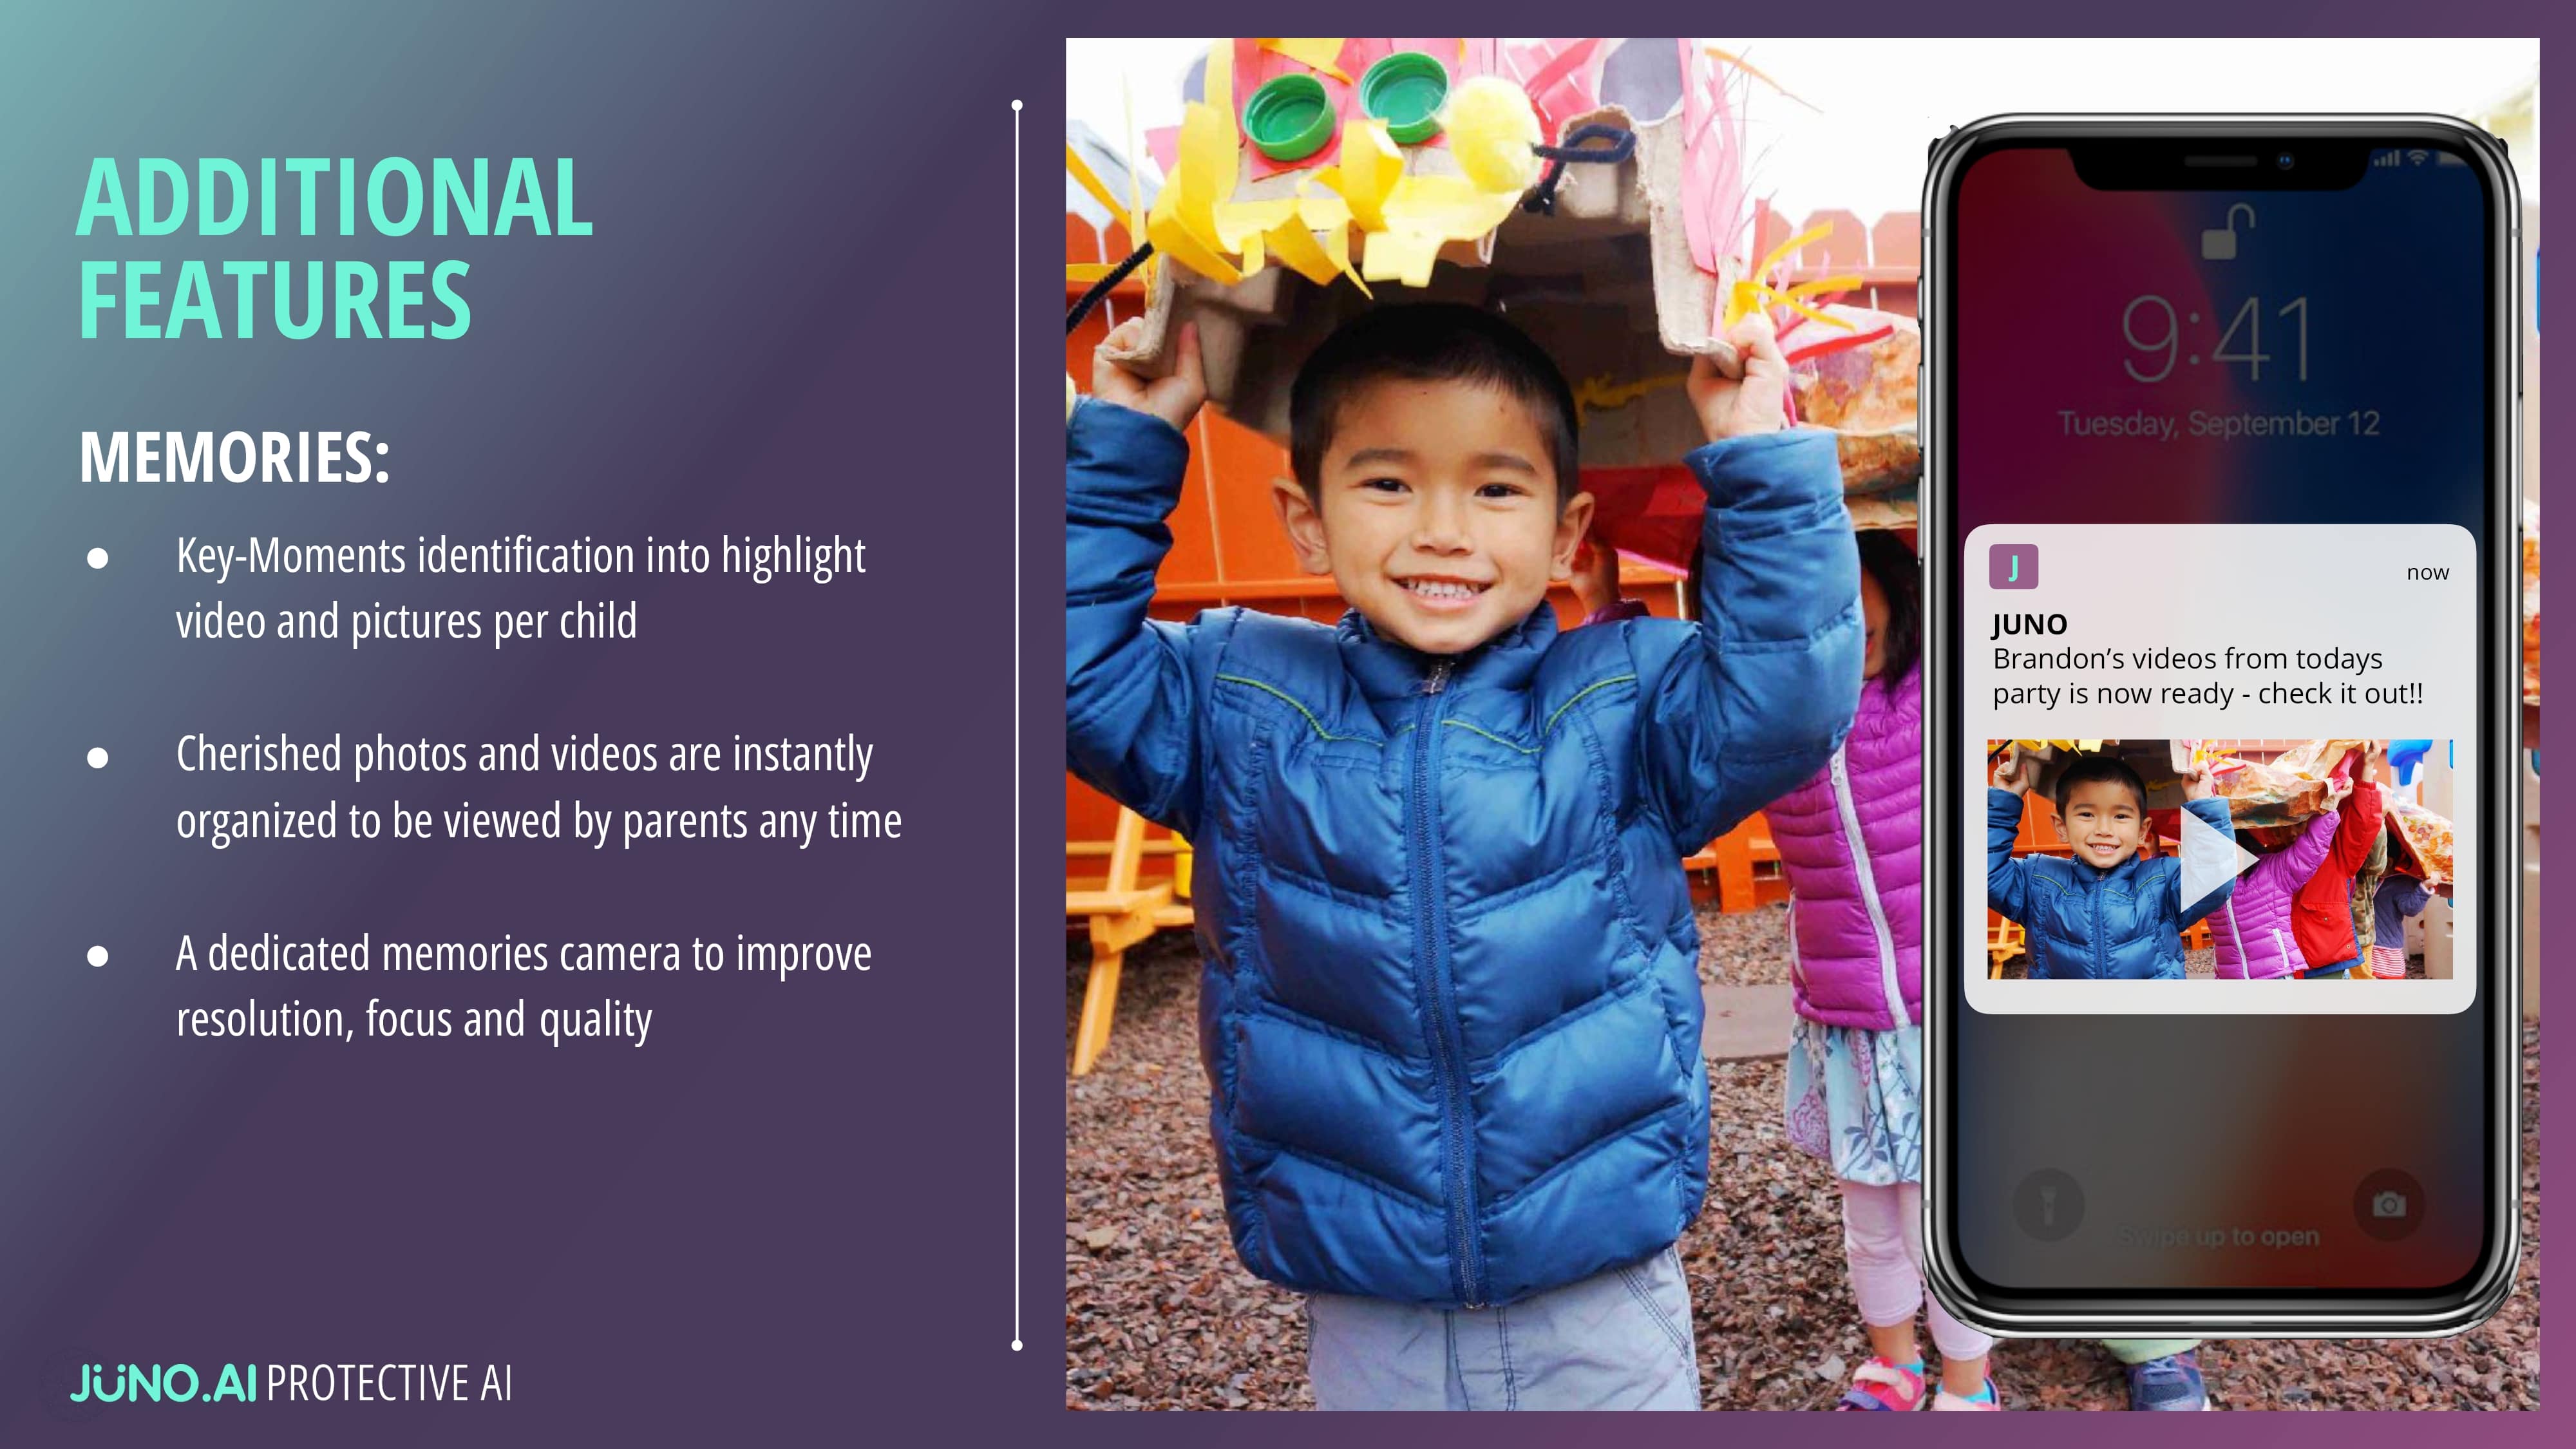 ADDITIONAL
FEATURES
MEMORIES:
● Key-Moments identification into highlight
video and pictures per child
● Cherished photos and videos are instantly
organized to be viewed by parents any time
● A dedicated memories camera to improve
resolution, focus and quality
JUNO.AI PROTECTIVE AI
9:41
Tuesday, September 12
J
now
JUNO
Brandon’s videos from todays
party is now ready - check it out!!
Swipe up to open